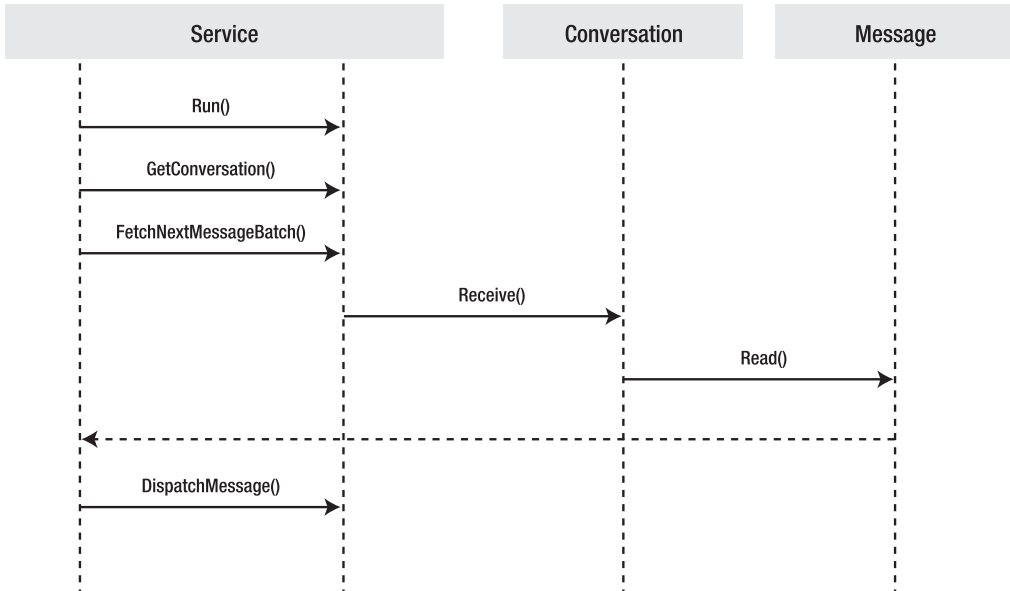 Service
Conversation
Message
Run()
GetConversation()
FetchNextMessageBatch()
Receive()
Read()
DispatchMessage()